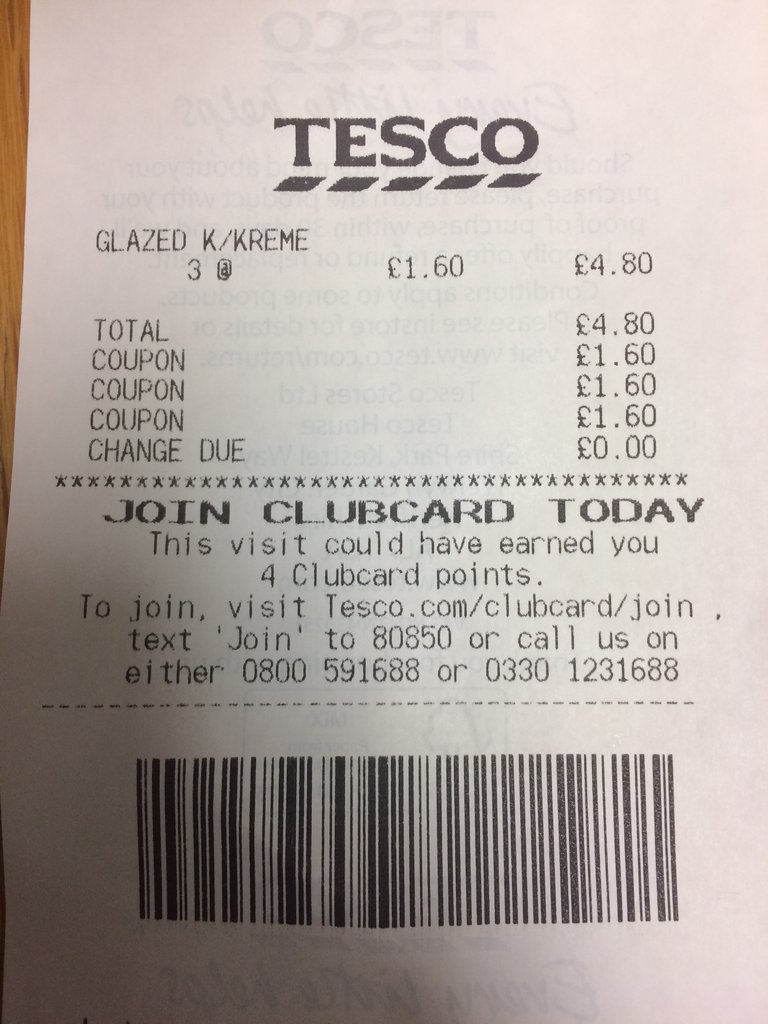 TESCO
GLAZED K/KREME
3 @ £1.60 £4.80
TOTAL £4.80
COUPON £1.60
COUPON £1.60
COUPON £1.60
CHANGE DUE £0.00
************************************
JOIN CLUBCARD TODAY
This visit could have earned you
4 Clubcard points.
To join, visit Tesco.com/clubcard/join ,
text 'Join' to 80850 or call us on
either 0800 591688 or 0330 1231688